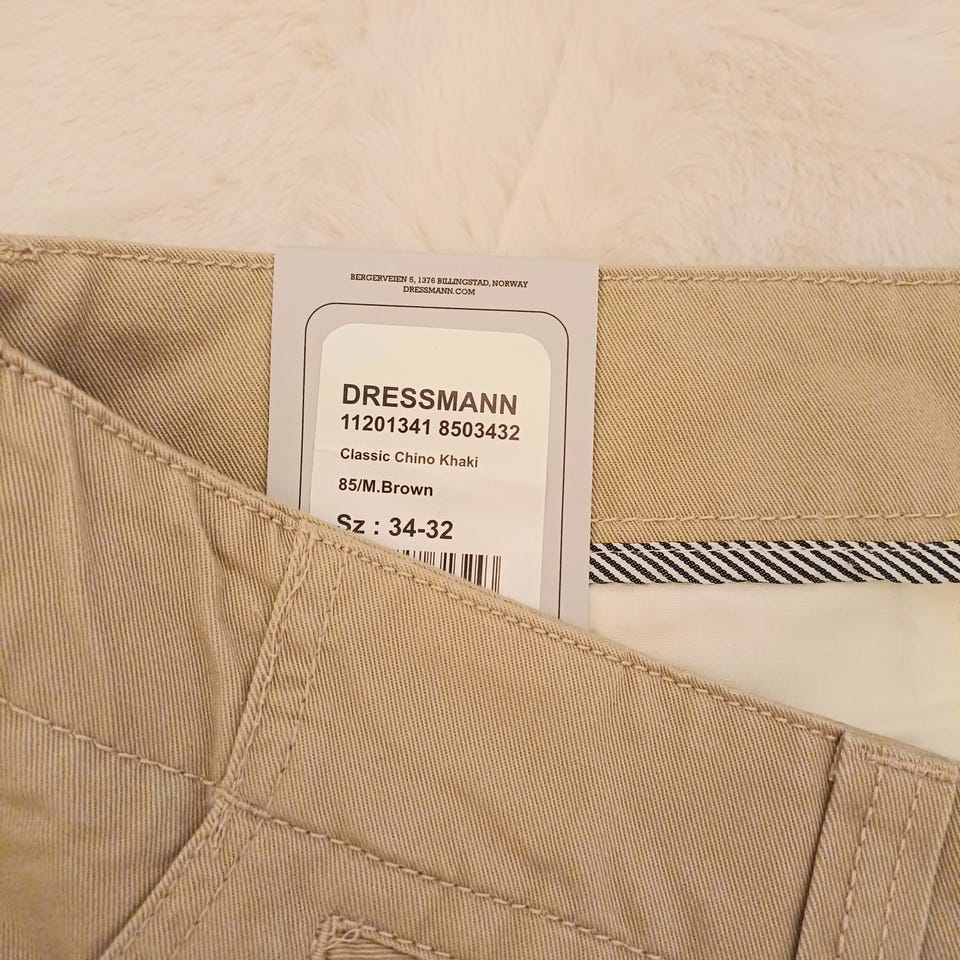 BERGERVEIEN 5, 1376 BILLINGSTAD, NORWAY
DRESSMANN.COM
DRESSMANN
11201341 8503432
Classic Chino Khaki
85/M.Brown
Sz : 34-32